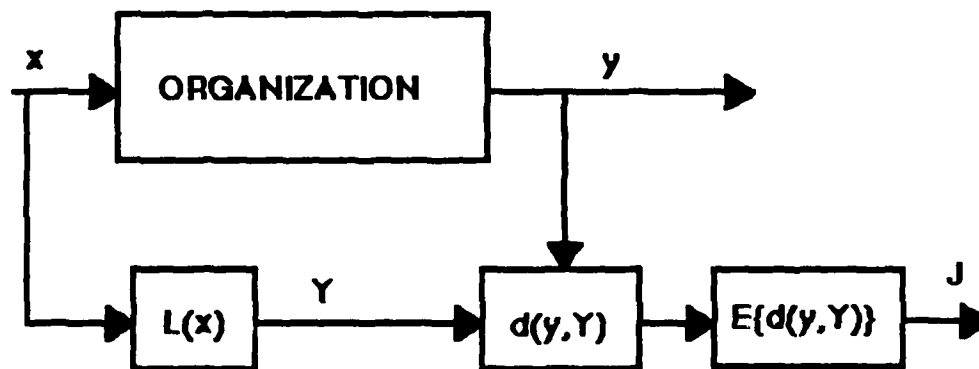 x
ORGANIZATION
y
L(x)
Y
d(y,Y)
E{d(y,Y)}
J